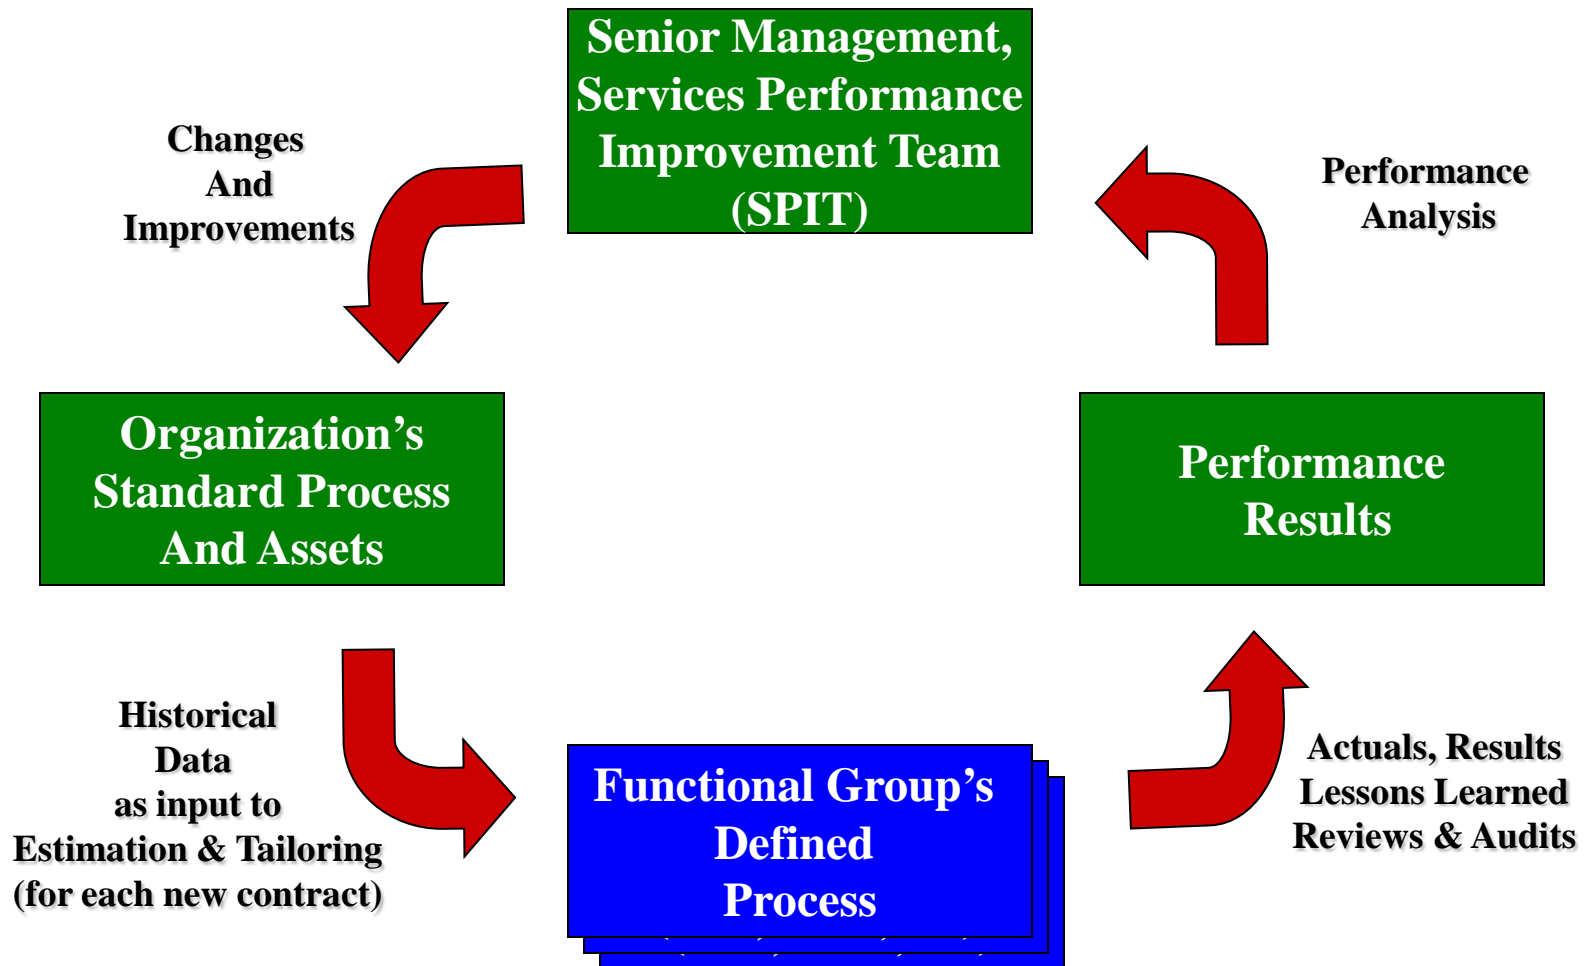 Senior Management,
Services Performance
Improvement Team
(SPIT)
Changes
And
Improvements
Performance
Analysis
Organization’s
Standard Process
And Assets
Performance
Results
Historical
Data
as input to
Estimation & Tailoring
(for each new contract)
Functional Group’s
Defined
Process
Actuals, Results
Lessons Learned
Reviews & Audits